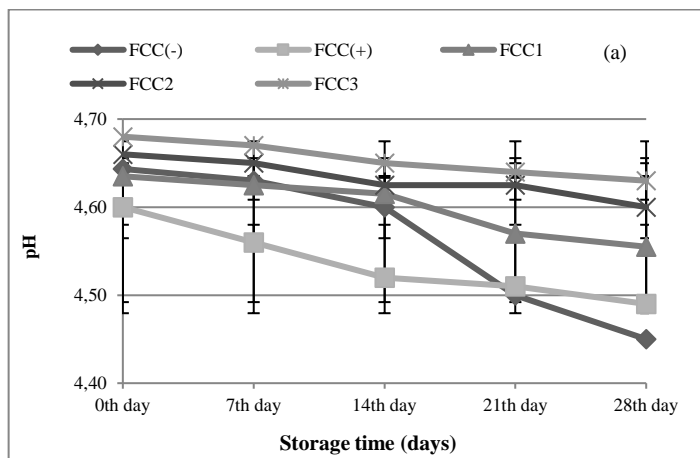 FCC(-) FCC(+) FCC1 (a)
FCC2 FCC3
4,70
4,60
4,50
4,40
pH
0th day 7th day 14th day 21th day 28th day
Storage time (days)